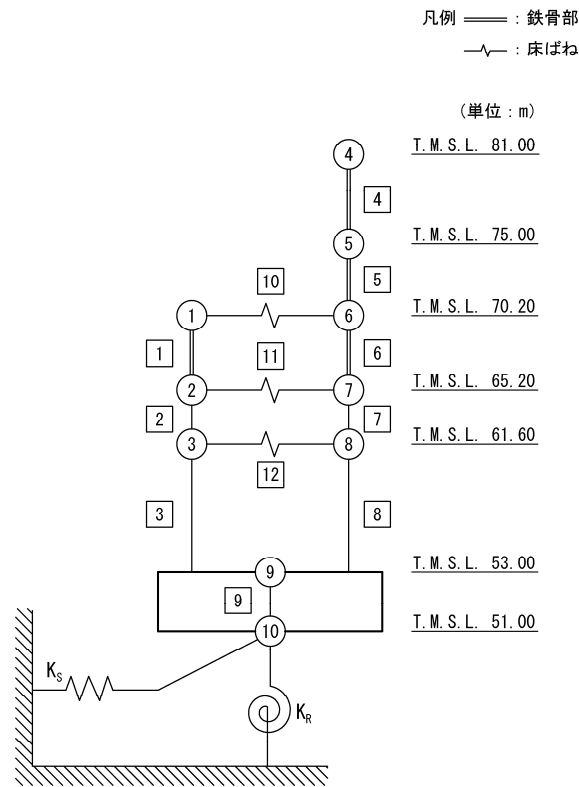 凡例 : 鉄骨部
: 床ばね
(単位：m)
4 T.M.S.L. 81.00
4
5 T.M.S.L. 75.00
10 5
1 6 T.M.S.L. 70.20
1 11 6
2 7 T.M.S.L. 65.20
2 7
3 8 T.M.S.L. 61.60
12
3 8
9 T.M.S.L. 53.00
9
10 T.M.S.L. 51.00
KS
KR